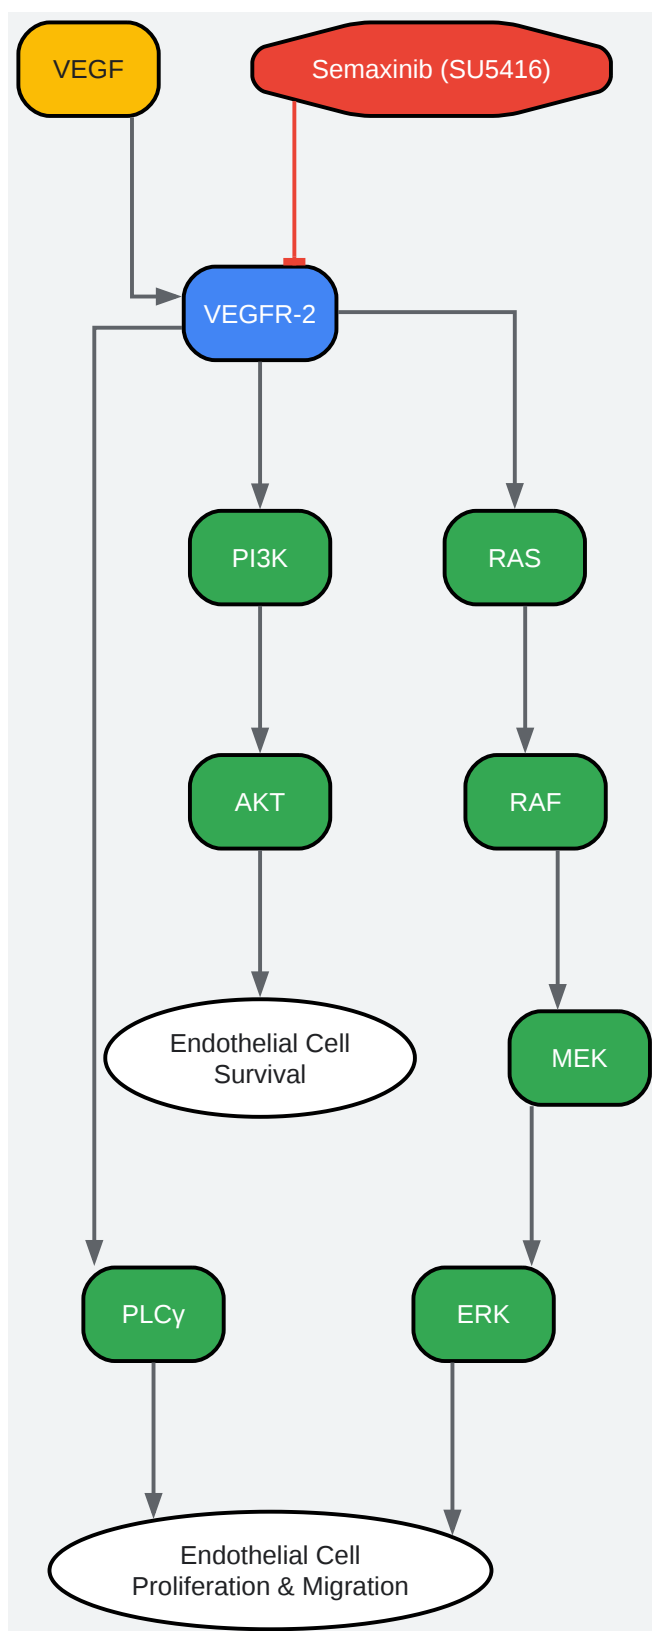 VEGF
Semaxinib (SU5416)
VEGFR-2
PI3K
RAS
AKT
RAF
Endothelial Cell
Survival
MEK
PLCγ
ERK
Endothelial Cell
Proliferation & Migration